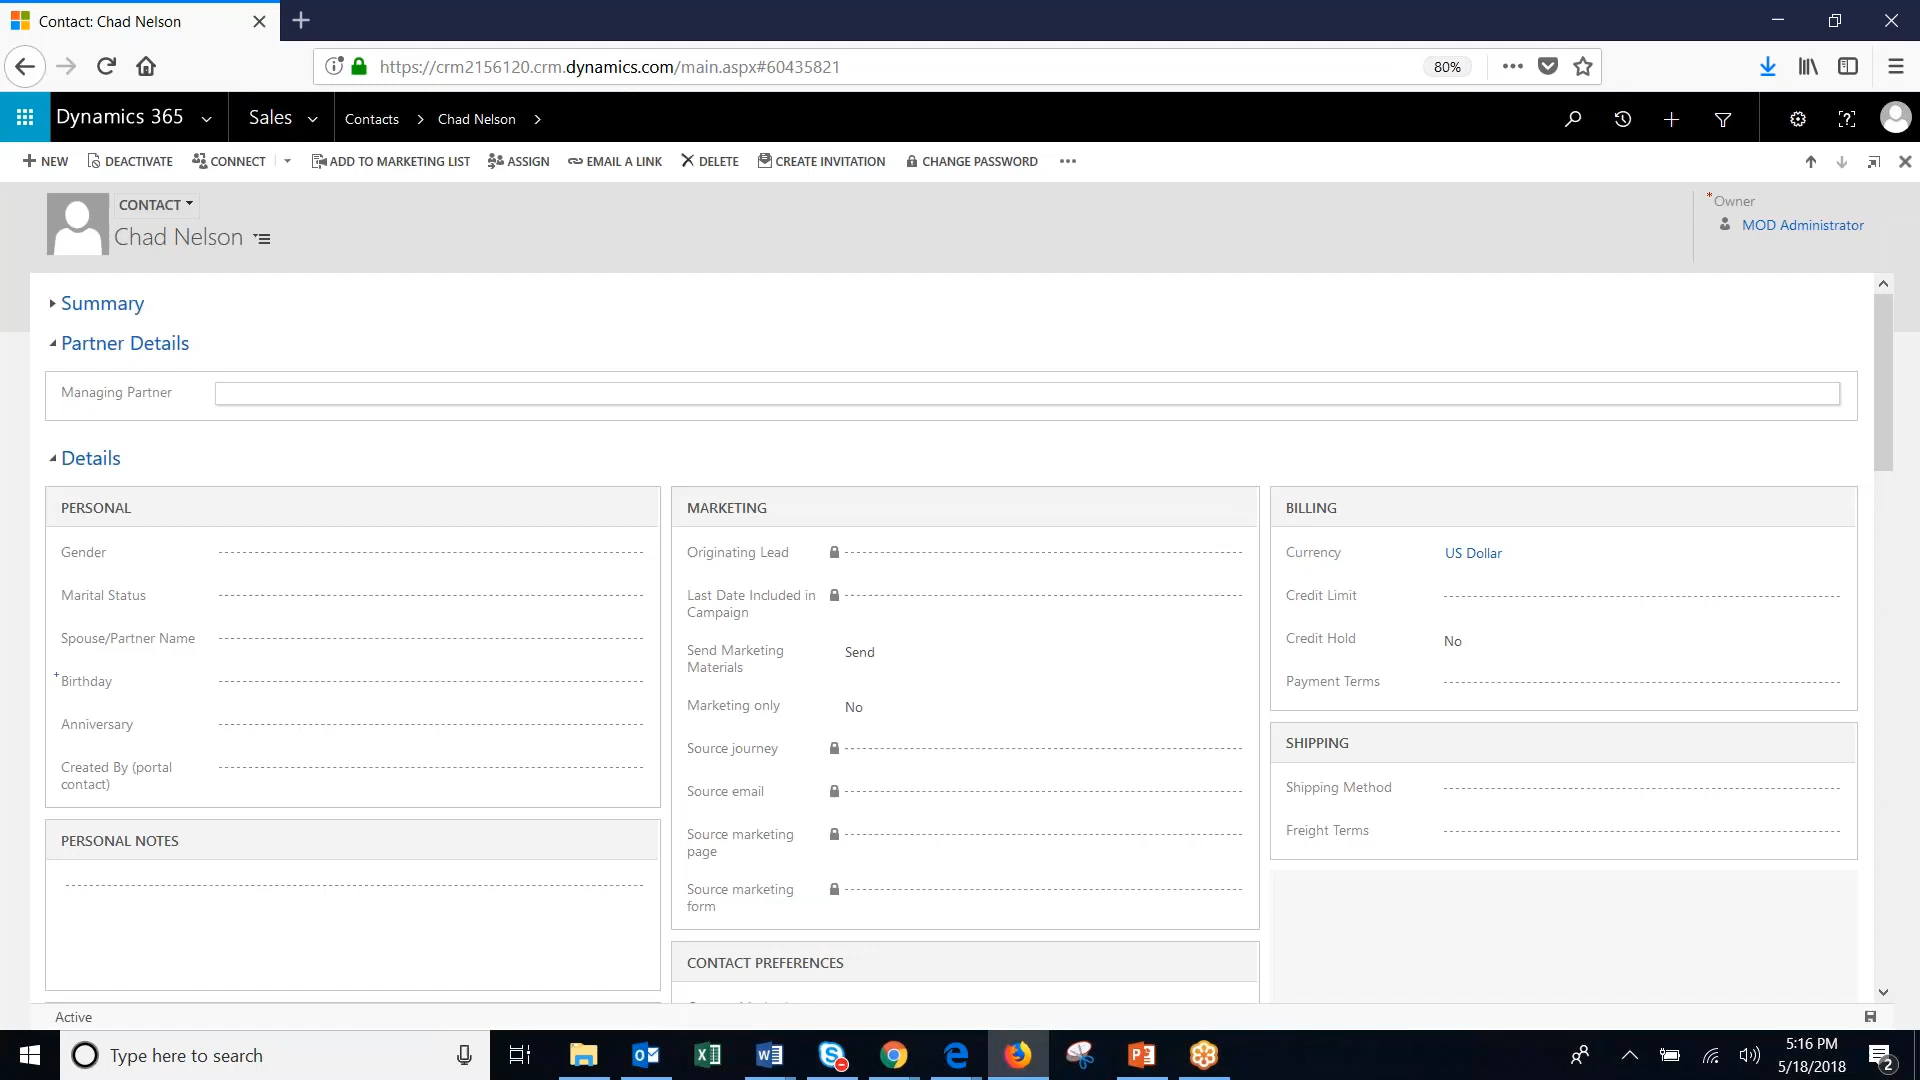 Contact: Chad Nelson
https://crm2156120.crm.dynamics.com/main.aspx#60435821
80%
Dynamics 365
Sales
Contacts
Chad Nelson
NEW
DEACTIVATE
CONNECT
ADD TO MARKETING LIST
ASSIGN
EMAIL A LINK
DELETE
CREATE INVITATION
CHANGE PASSWORD
CONTACT
Chad Nelson
*Owner
MOD Administrator
Summary
Partner Details
Managing Partner
Details
PERSONAL
Gender
Marital Status
Spouse/Partner Name
+Birthday
Anniversary
Created By (portal
contact)
PERSONAL NOTES
MARKETING
Originating Lead
Last Date Included in
Campaign
Send Marketing
Materials
Send
Marketing only
No
Source journey
Source email
Source marketing
page
Source marketing
form
CONTACT PREFERENCES
BILLING
Currency
US Dollar
Credit Limit
Credit Hold
No
Payment Terms
SHIPPING
Shipping Method
Freight Terms
Active
Type here to search
5:16 PM
5/18/2018
2